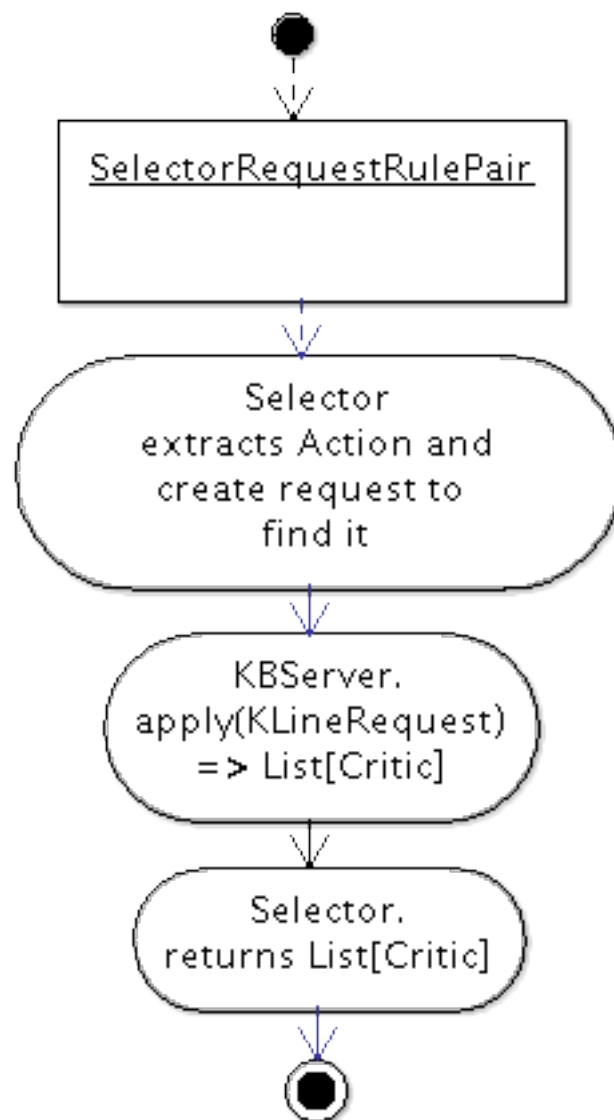 SelectorRequestRulePair
Selector
extracts Action and
create request to
find it
KBServer.
apply(KLineRequest)
=> List[Critic]
Selector.
returns List[Critic]